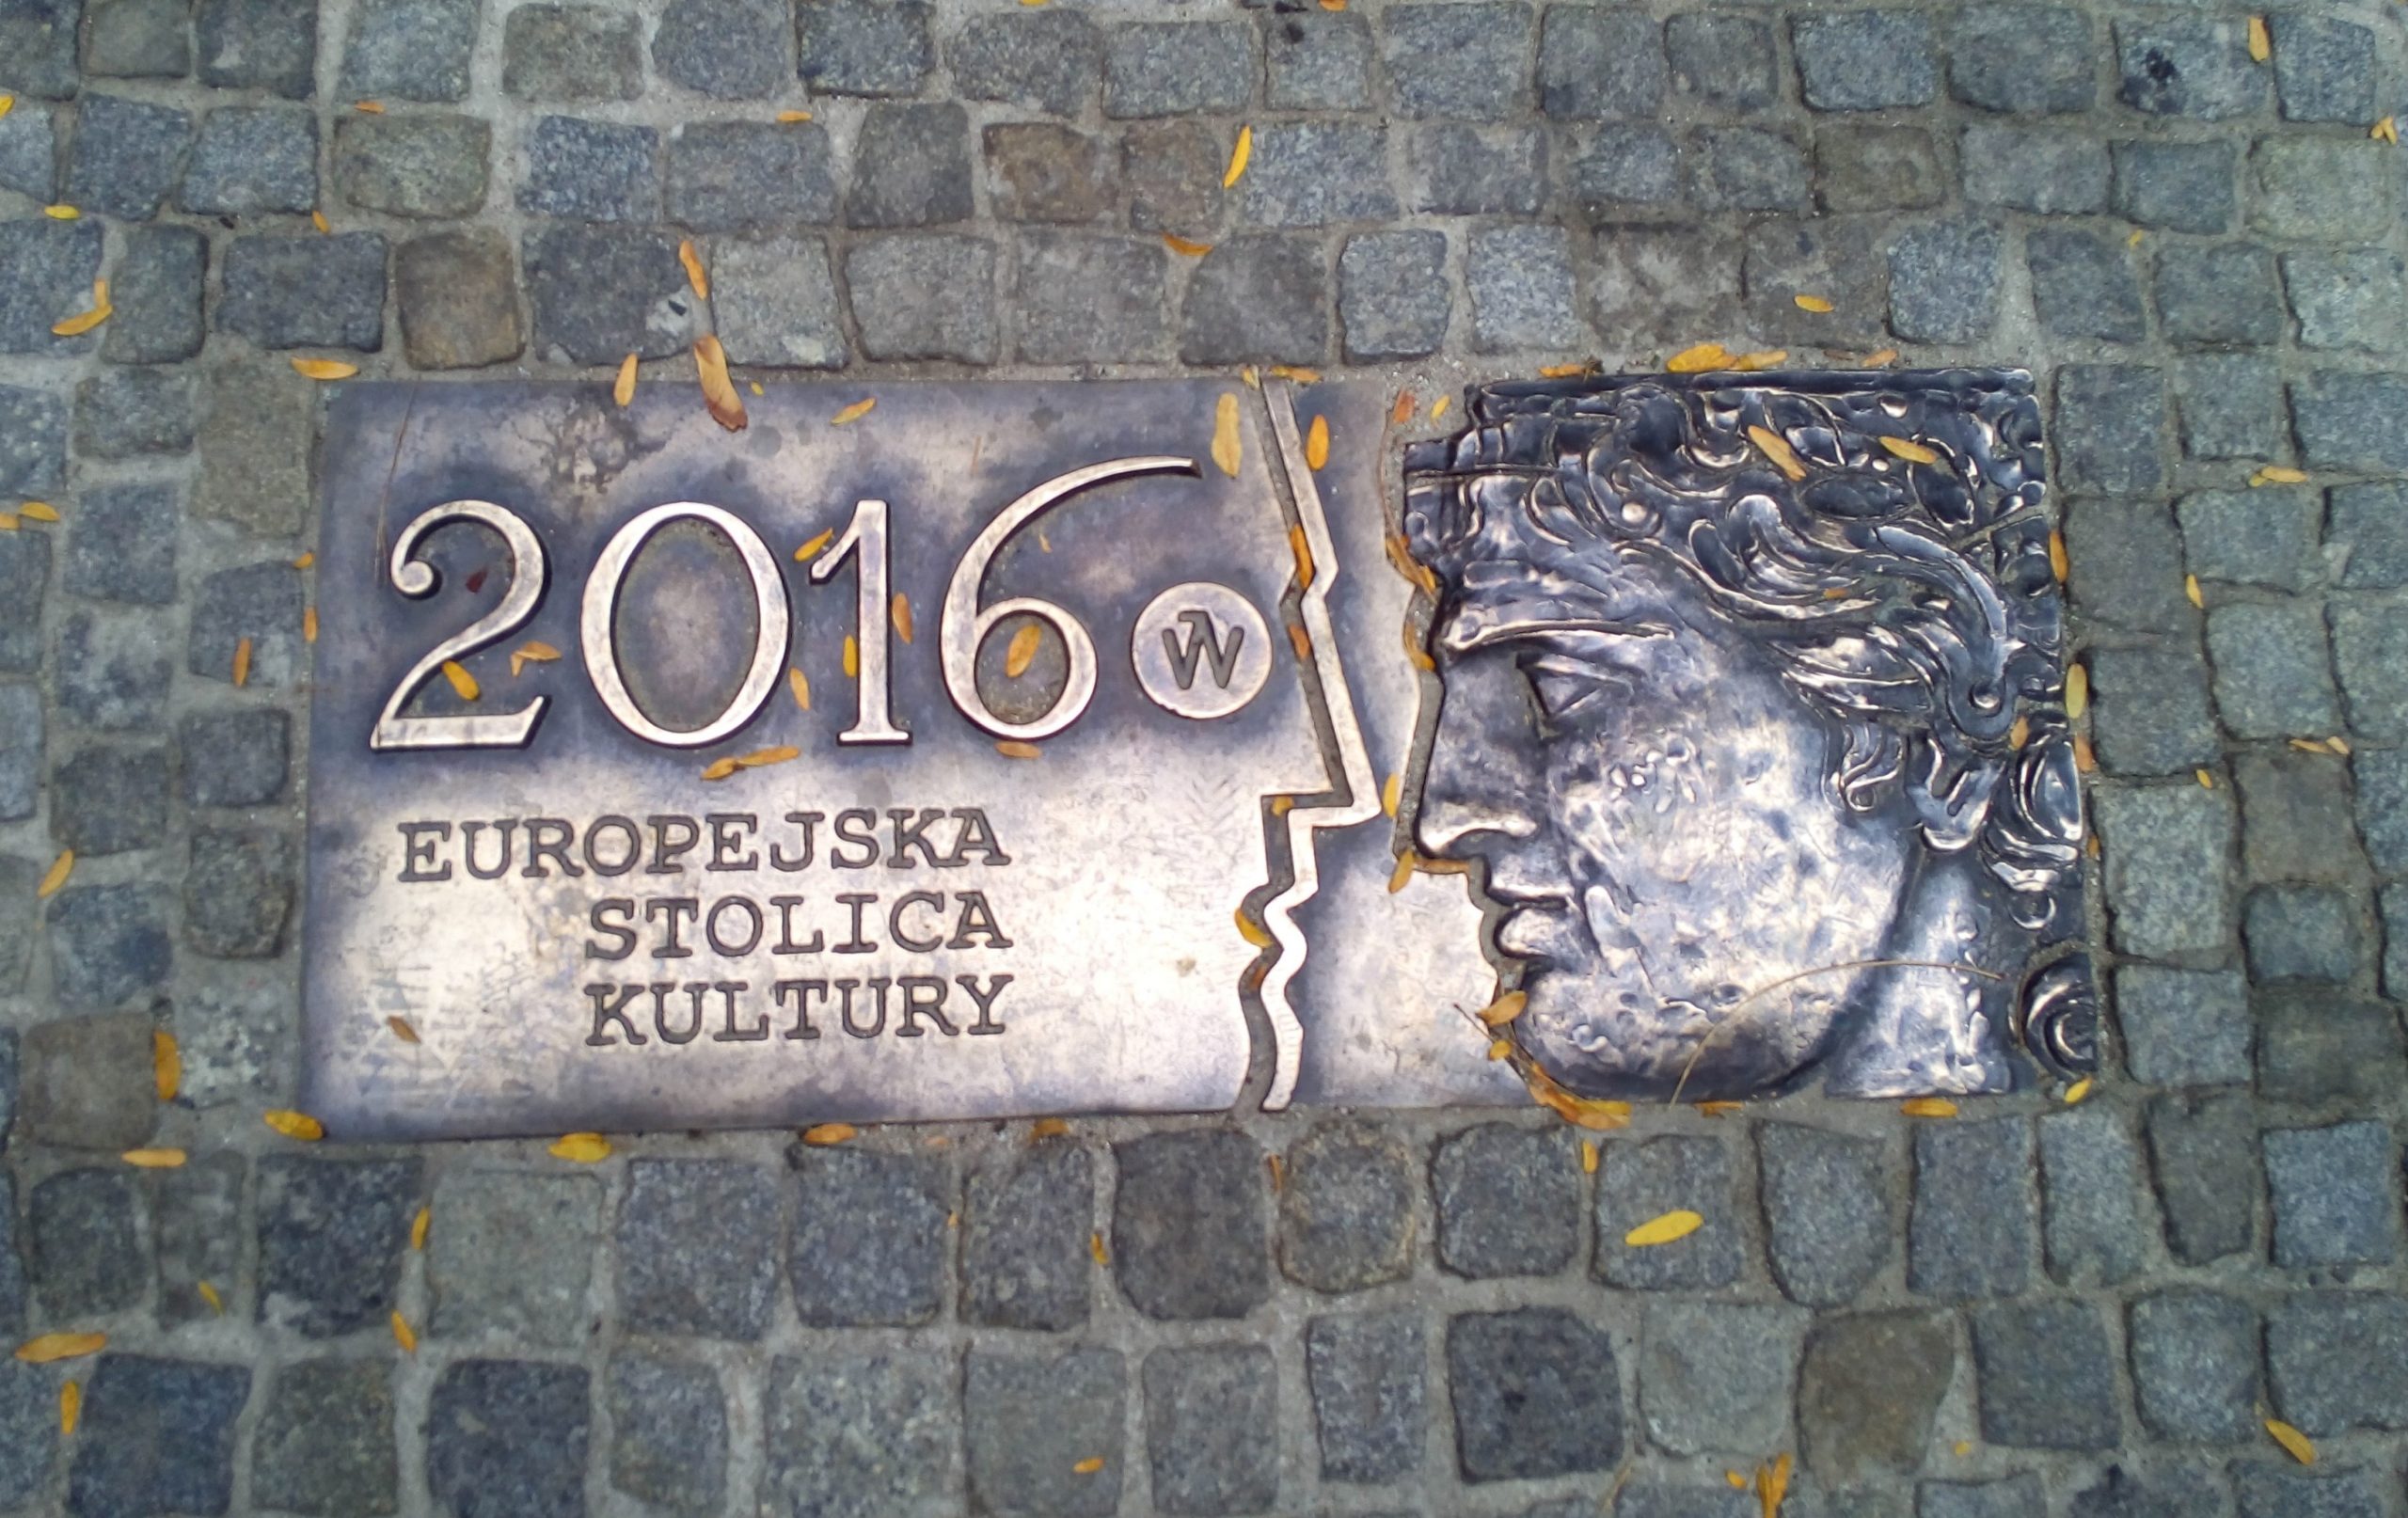 2016 W
EUROPEJSKA
STOLICA
KULTURY